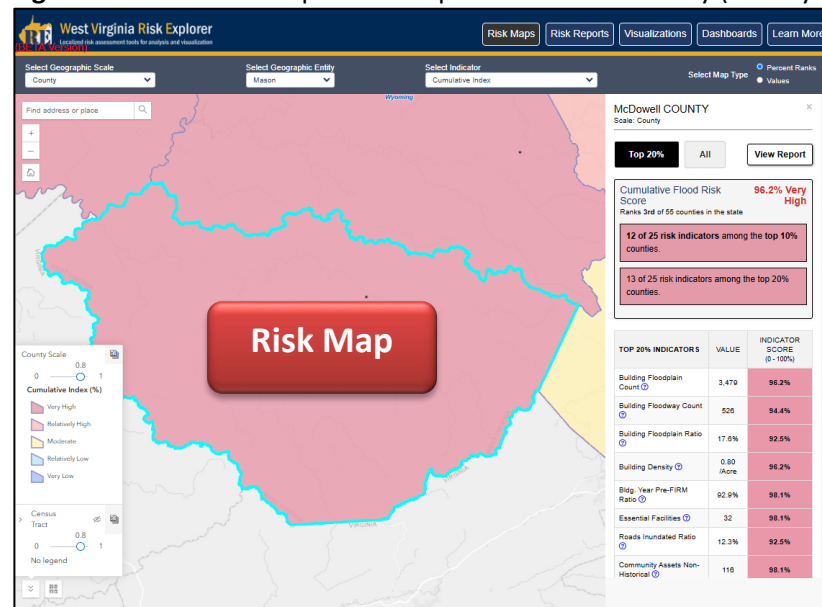 West Virginia Risk Explorer
Localized risk assessment tools for analysis and visualization
(BETA Version)
Risk Maps
Risk Reports
Visualizations
Dashboards
Learn More
Select Geographic Scale
County
Select Geographic Entity
Mason
Select Indicator
Cumulative Index
Select Map Type
Percent Ranks
Values
Find address or place
+
−
Wyoming
VIRGINIA
VIRGINIA
VIRGINIA
Risk Map
County Scale
0.8
0
1
Cumulative Index (%)
Very High
Relatively High
Moderate
Relatively Low
Very Low
Census
Tract
0.8
0
1
No legend
McDowell COUNTY
×
Scale: County
Top 20%
All
View Report
Cumulative Flood Risk
Score
96.2% Very
High
Ranks 3rd of 55 counties in the state
12 of 25 risk indicators among the top 10%
counties.
13 of 25 risk indicators among the top 20%
counties.
TOP 20% INDICATORS VALUE INDICATOR
SCORE
(0 - 100%)
Building Floodplain
Count 3,479 96.2%
Building Floodway Count 526 94.4%
Building Floodplain Ratio 17.6% 92.5%
Building Density 0.80
/Acre 96.2%
Bldg. Year Pre-FIRM
Ratio 92.9% 98.1%
Essential Facilities 32 98.1%
Roads Inundated Ratio 12.3% 92.5%
Community Assets Non-
Historical 116 98.1%